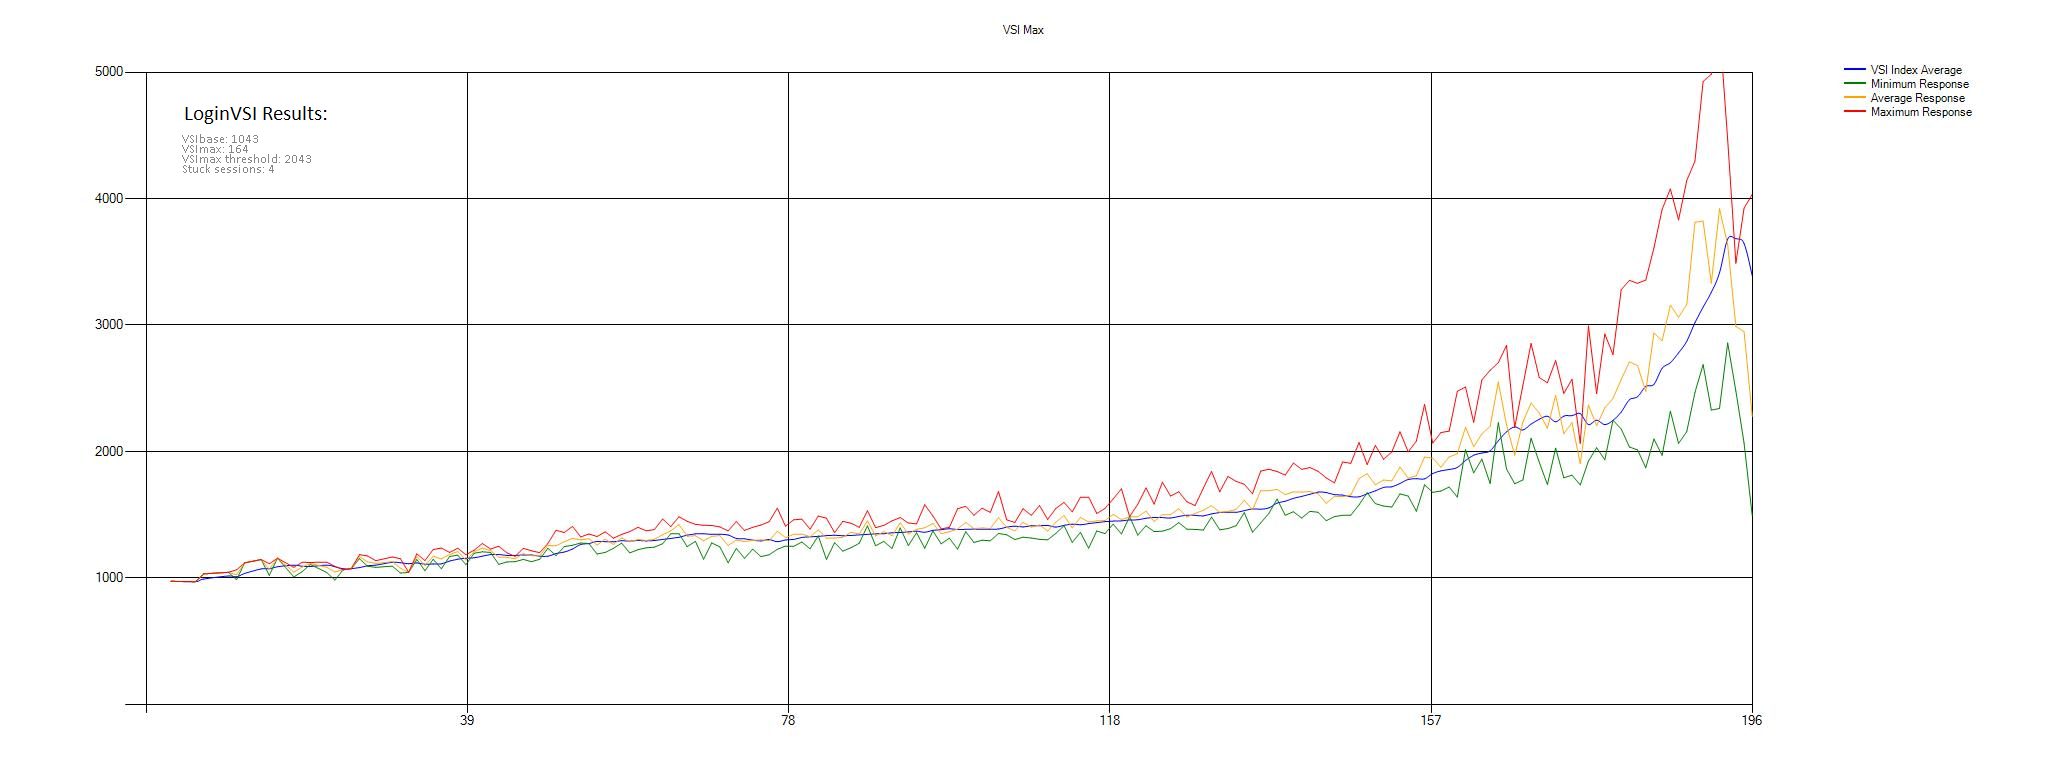 VSI Max
5000
4000
3000
2000
1000
39
78
118
157
196
LoginVSI Results:
VSIbase: 1043
VSImax: 164
VSImax threshold: 2043
Stuck sessions: 4
VSI Index Average
Minimum Response
Average Response
Maximum Response